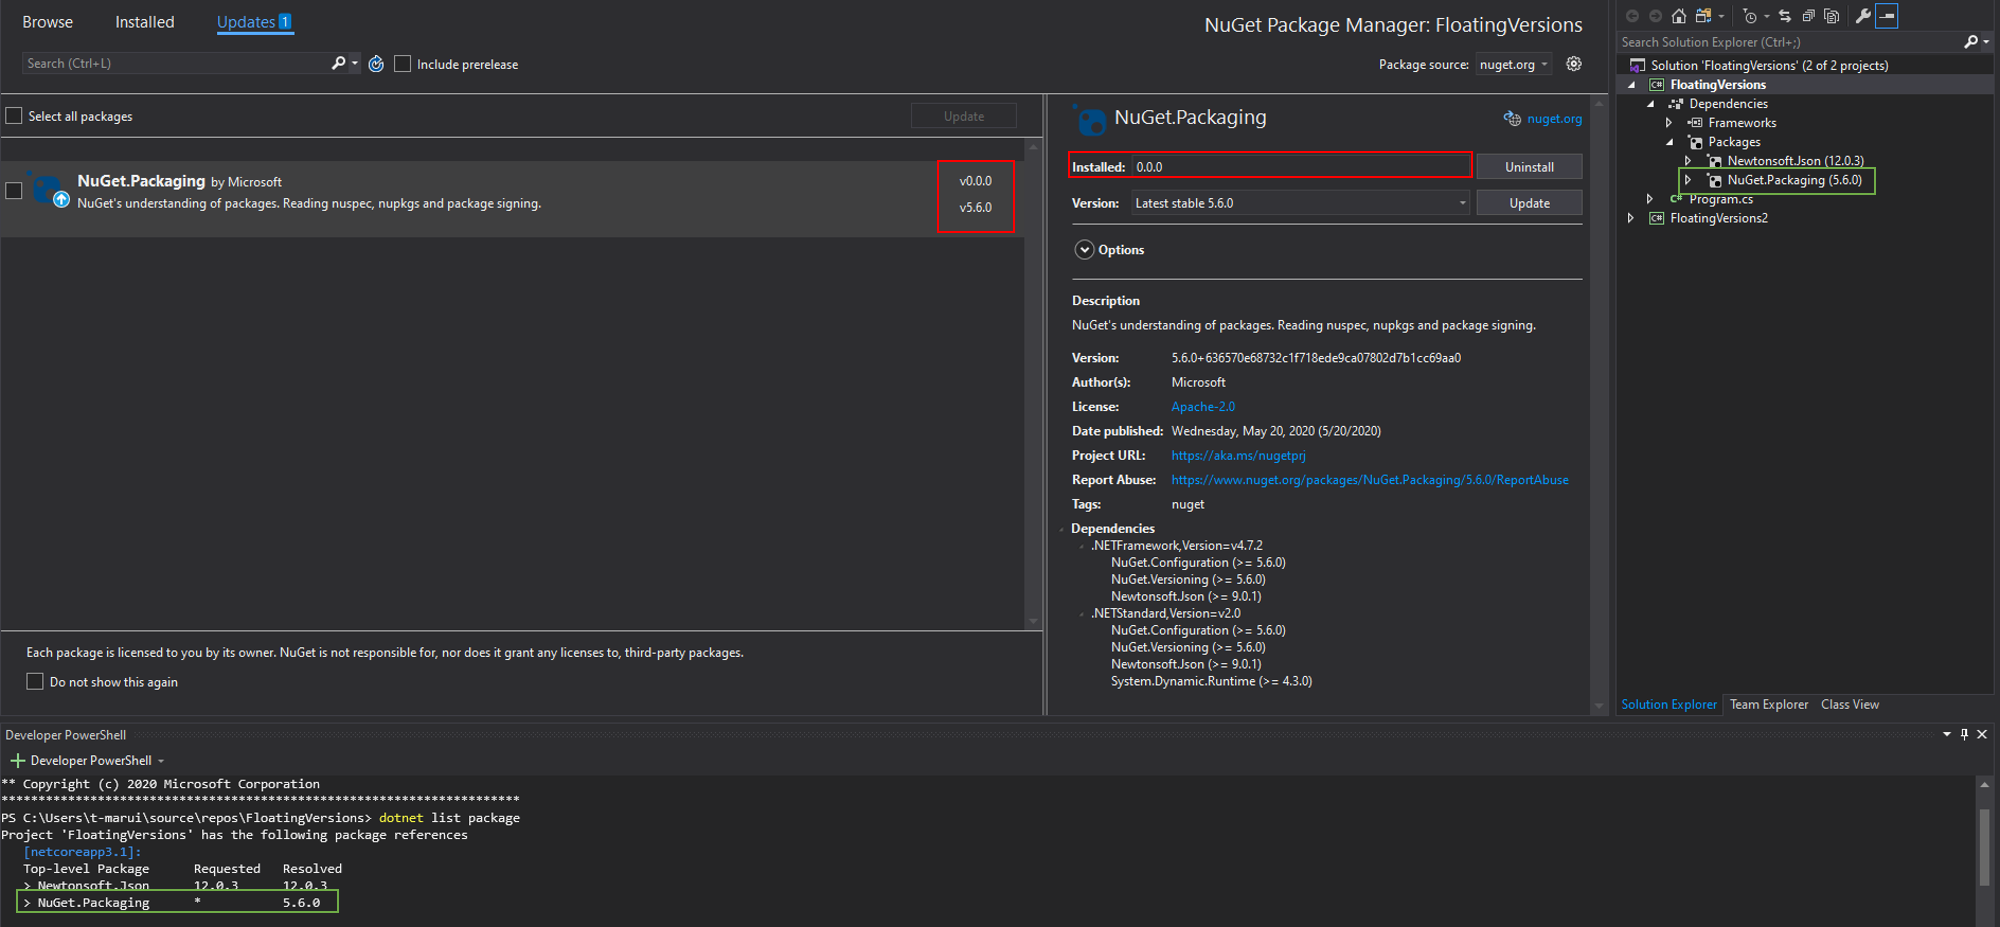 Browse
Installed
Updates 1
NuGet Package Manager: FloatingVersions
Search (Ctrl+L)
Include prerelease
Package source: nuget.org
Select all packages
Update
NuGet.Packaging by Microsoft
NuGet's understanding of packages. Reading nuspec, nupkgs and package signing.
v0.0.0
v5.6.0
Each package is licensed to you by its owner. NuGet is not responsible for, nor does it grant any licenses to, third-party packages.
Do not show this again
NuGet.Packaging
nuget.org
Installed: 0.0.0
Uninstall
Version: Latest stable 5.6.0
Update
Options
Description
NuGet's understanding of packages. Reading nuspec, nupkgs and package signing.
Version: 5.6.0+636570e68732c1f718ede9ca07802d7b1cc69aa0
Author(s): Microsoft
License: Apache-2.0
Date published: Wednesday, May 20, 2020 (5/20/2020)
Project URL: https://aka.ms/nugetprj
Report Abuse: https://www.nuget.org/packages/NuGet.Packaging/5.6.0/ReportAbuse
Tags: nuget
Dependencies
.NETFramework,Version=v4.7.2
NuGet.Configuration (>= 5.6.0)
NuGet.Versioning (>= 5.6.0)
Newtonsoft.Json (>= 9.0.1)
.NETStandard,Version=v2.0
NuGet.Configuration (>= 5.6.0)
NuGet.Versioning (>= 5.6.0)
Newtonsoft.Json (>= 9.0.1)
System.Dynamic.Runtime (>= 4.3.0)
Search Solution Explorer (Ctrl+;)
Solution 'FloatingVersions' (2 of 2 projects)
C# FloatingVersions
Dependencies
Frameworks
Packages
Newtonsoft.Json (12.0.3)
NuGet.Packaging (5.6.0)
C# Program.cs
C# FloatingVersions2
Solution Explorer
Team Explorer
Class View
Developer PowerShell
Developer PowerShell
** Copyright (c) 2020 Microsoft Corporation
**********************************************************************
PS C:\Users\t-marui\source\repos\FloatingVersions> dotnet list package
Project 'FloatingVersions' has the following package references
[netcoreapp3.1]:
Top-level Package Requested Resolved
> Newtonsoft.Json 12.0.3 12.0.3
> NuGet.Packaging * 5.6.0